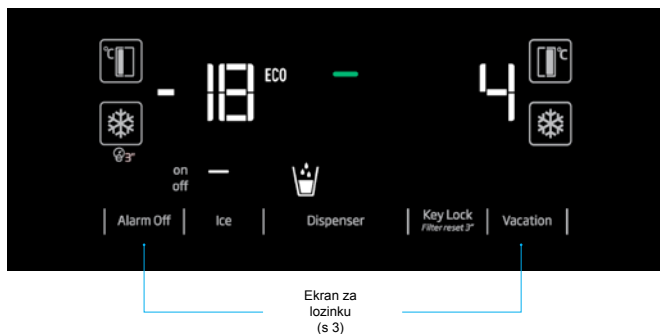 °C °C
-18 ECO 4
3"
on
off
Alarm Off Ice Dispenser Key Lock Vacation
Filter reset 3"
Ekran za
lozinku
(s 3)